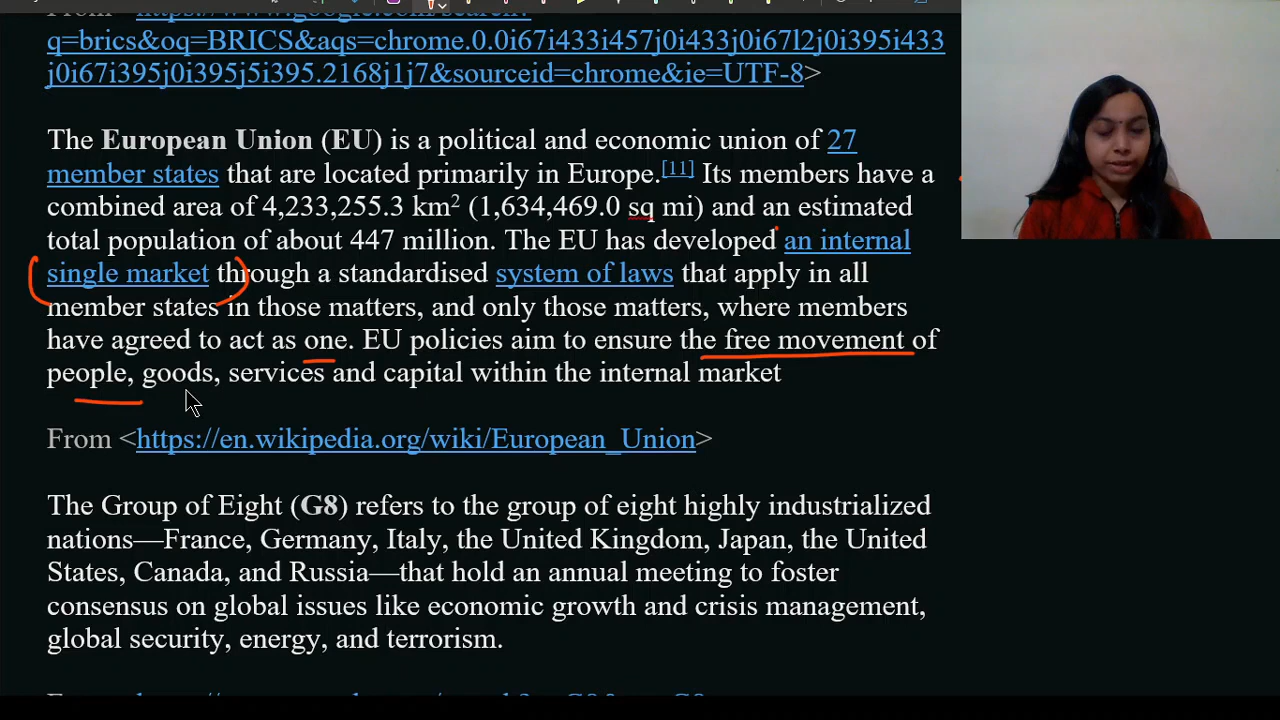 q=brics&oq=BRICS&aqs=chrome.0.0i67i433i457j0i433j0i67l2j0i395i433
j0i67i395j0i395j5i395.2168j1j7&sourceid=chrome&ie=UTF-8>
The European Union (EU) is a political and economic union of 27
member states that are located primarily in Europe.[11] Its members have a
combined area of 4,233,255.3 km² (1,634,469.0 sq mi) and an estimated
total population of about 447 million. The EU has developed an internal
single market through a standardised system of laws that apply in all
member states in those matters, and only those matters, where members
have agreed to act as one. EU policies aim to ensure the free movement of
people, goods, services and capital within the internal market
From <https://en.wikipedia.org/wiki/European_Union>
The Group of Eight (G8) refers to the group of eight highly industrialized
nations—France, Germany, Italy, the United Kingdom, Japan, the United
States, Canada, and Russia—that hold an annual meeting to foster
consensus on global issues like economic growth and crisis management,
global security, energy, and terrorism.